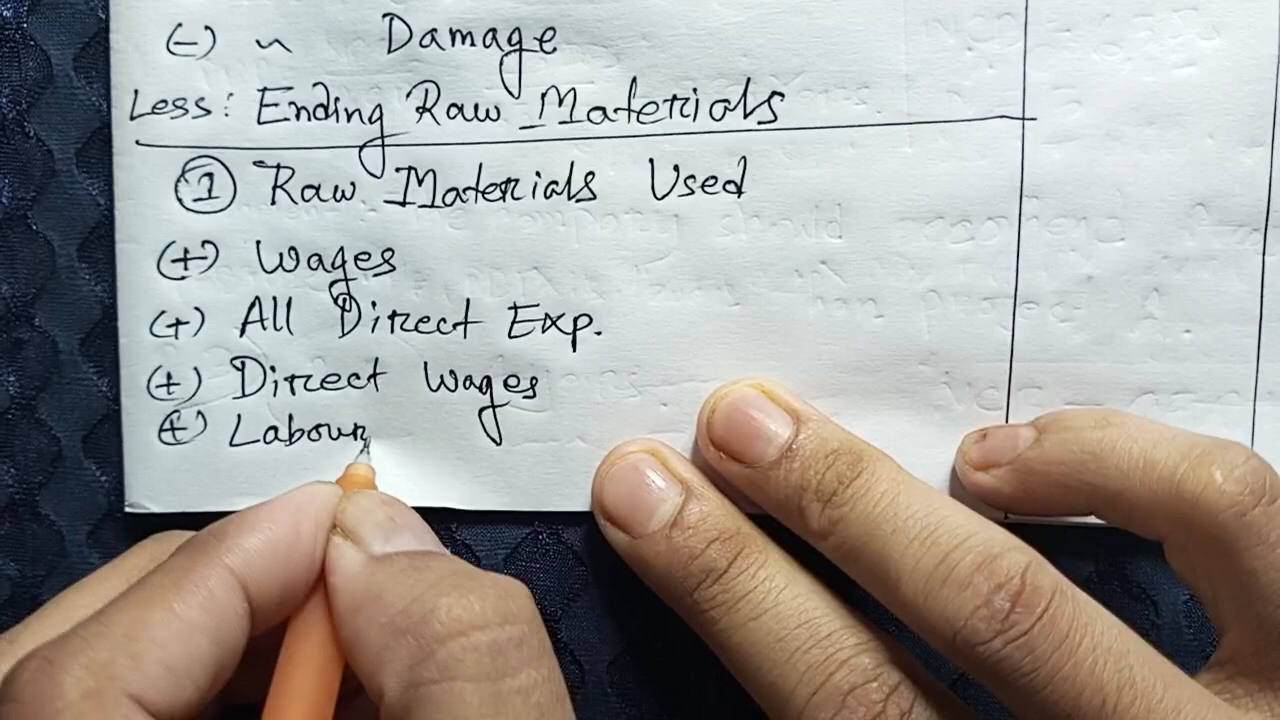 (-) " Damage
Less: Ending Raw Materials
① Raw Materials Used
(+) Wages
(+) All Direct Exp.
(+) Direct Wages
(+) Labour